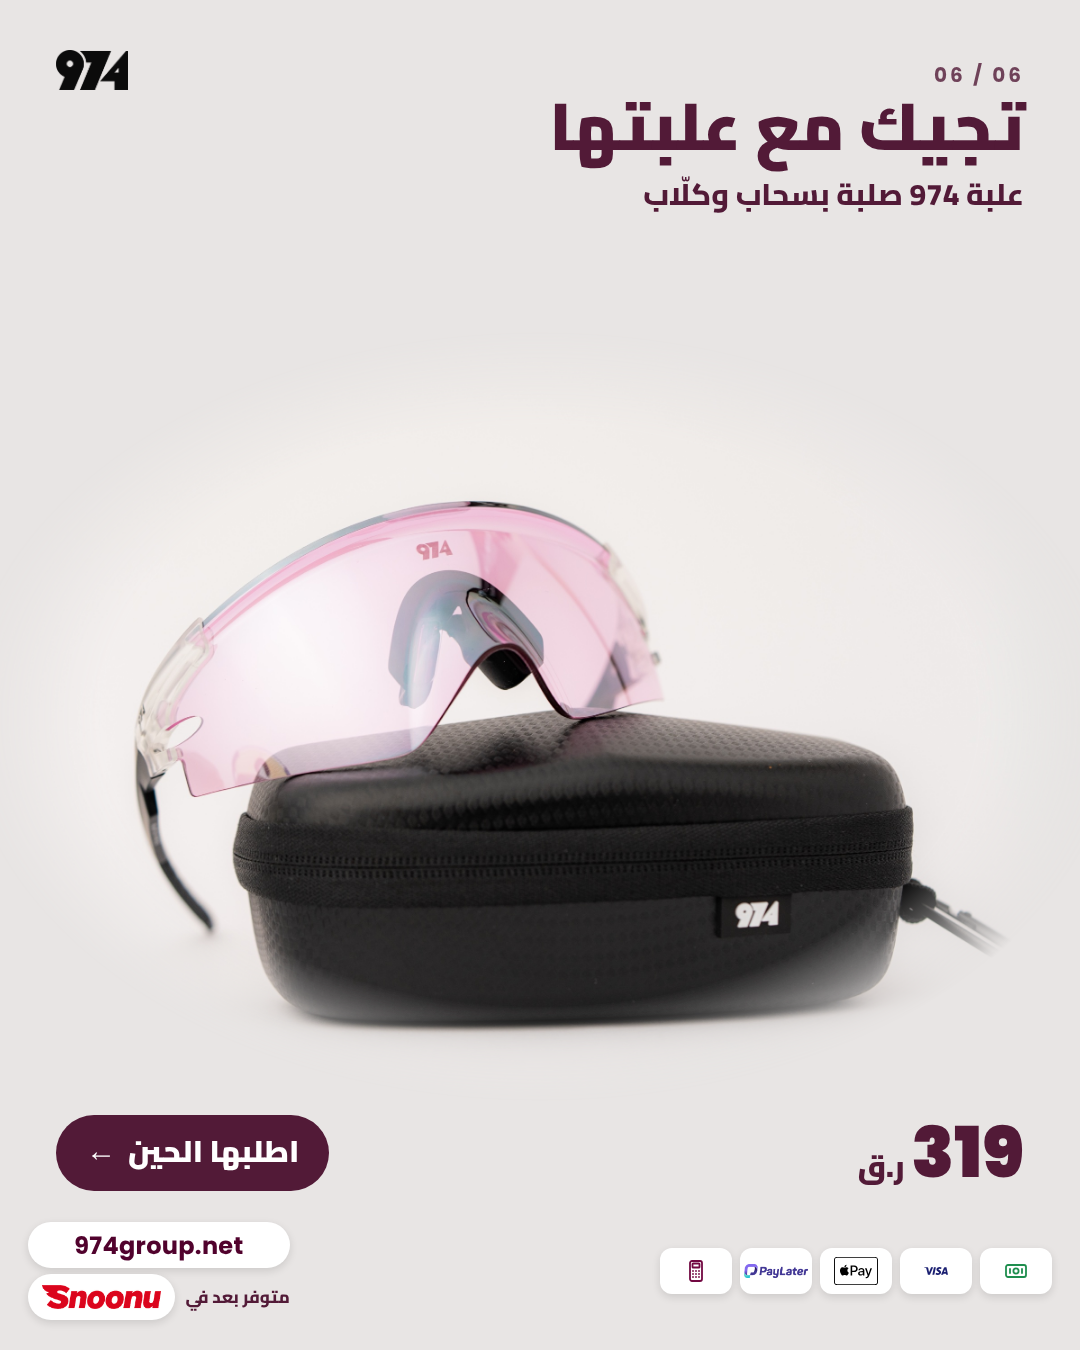 974
06 / 06
تجيك مع علبتها
علبة 974 صلبة بسحاب وكلّاب
974
974
319 ر.ق
اطلبها الحين ←
974group.net
متوفر بعد في Snoonu
PayLater
Pay
VISA